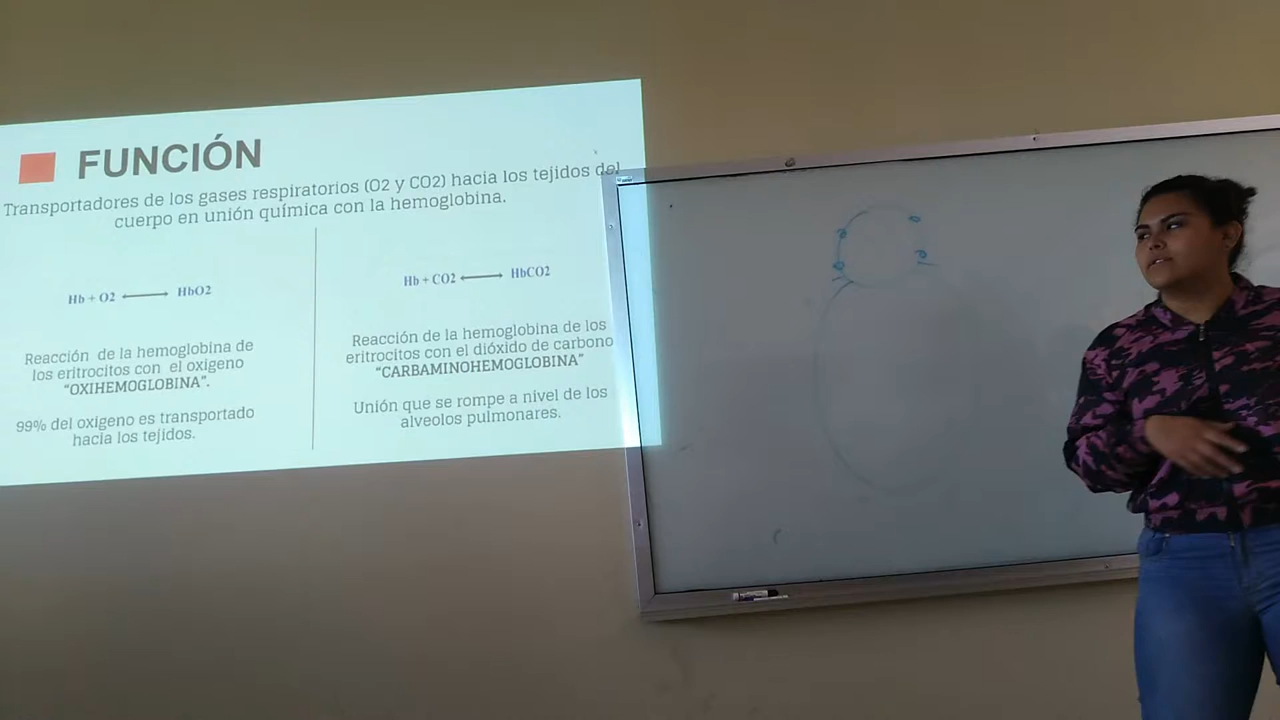 FUNCIÓN
Transportadores de los gases respiratorios (O2 y CO2) hacia los tejidos del
cuerpo en unión química con la hemoglobina.
Hb + O2 ⟷ HbO2
Reacción de la hemoglobina de
los eritrocitos con el oxigeno
“OXIHEMOGLOBINA”.
99% del oxigeno es transportado
hacia los tejidos.
Hb + CO2 ⟷ HbCO2
Reacción de la hemoglobina de los
eritrocitos con el dióxido de carbono
“CARBAMINOHEMOGLOBINA”
Unión que se rompe a nivel de los
alveolos pulmonares.